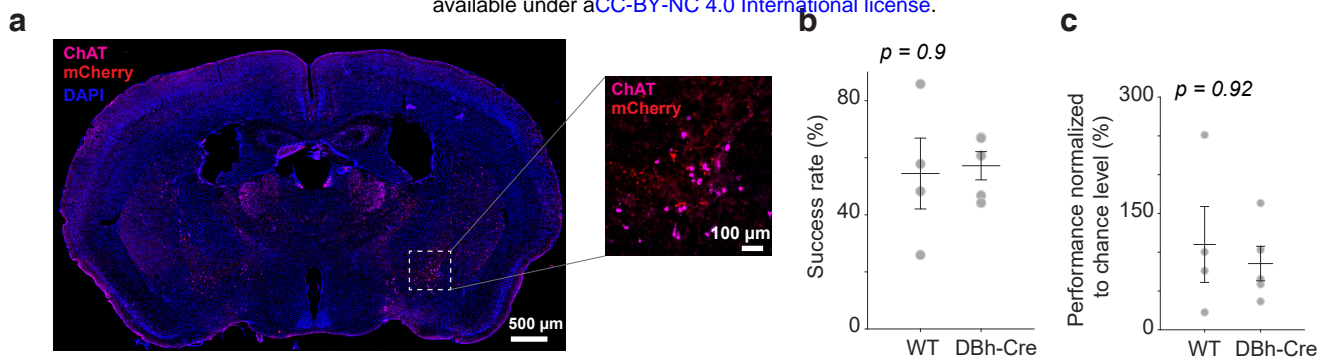 available under aCC-BY-NC 4.0 International license.
a
ChAT
mCherry
DAPI
500 μm
ChAT
mCherry
100 μm
b
p = 0.9
Success rate (%)
80
40
0
WT DBh-Cre
c
p = 0.92
Performance normalized
to chance level (%)
300
150
0
WT DBh-Cre